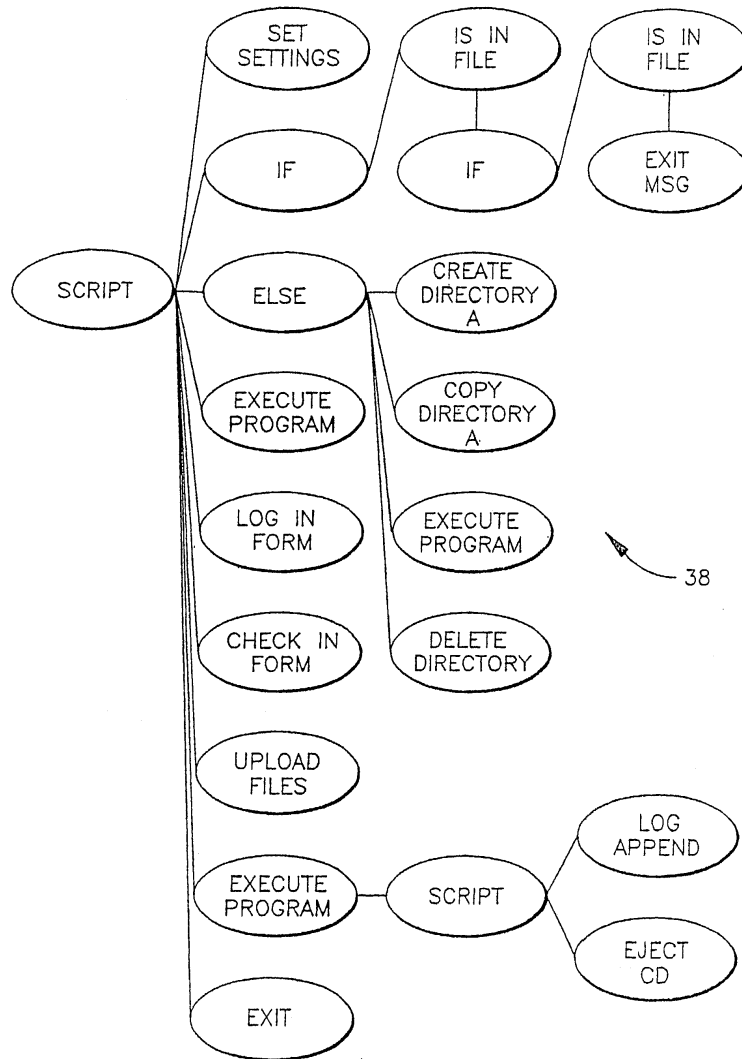 SET
SETTINGS
IS IN
FILE
IS IN
FILE
IF
IF
EXIT
MSG
SCRIPT
ELSE
CREATE
DIRECTORY
A
EXECUTE
PROGRAM
COPY
DIRECTORY
A
LOG IN
FORM
EXECUTE
PROGRAM
38
CHECK IN
FORM
DELETE
DIRECTORY
UPLOAD
FILES
LOG
APPEND
EXECUTE
PROGRAM
SCRIPT
EJECT
CD
EXIT